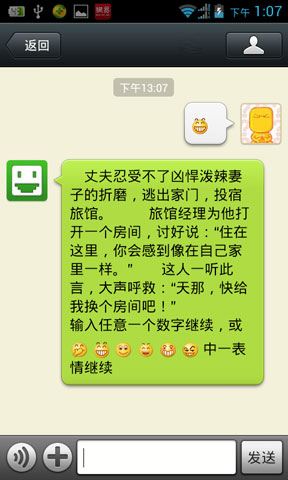 下午 1:07
返回
下午13:07
丈夫忍受不了凶悍泼辣妻
子的折磨，逃出家门，投宿
旅馆。 旅馆经理为他打
开一个房间，讨好说：“住在
这里，你会感到像在自己家
里一样。” 这人一听此
言，大声呼救：“天那，快给
我换个房间吧！”
输入任意一个数字继续，或
中一表
情继续
发送